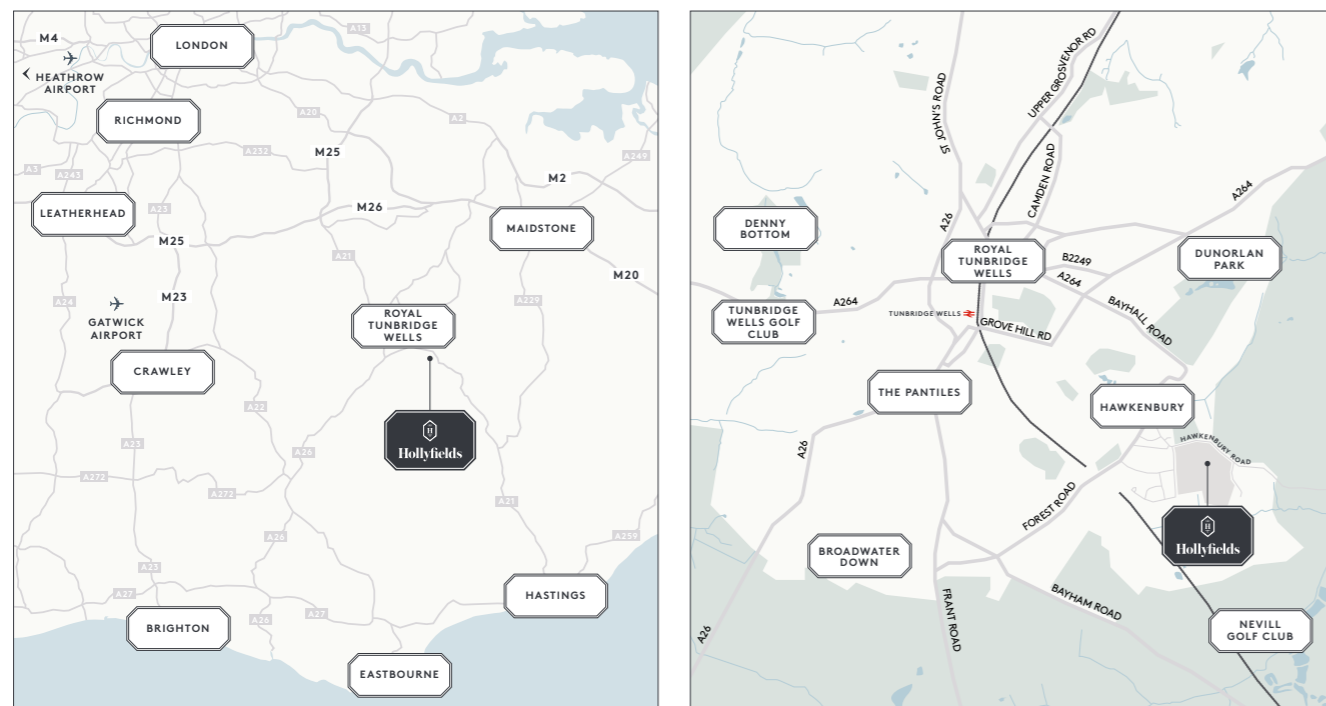 M4
LONDON
A13
HEATHROW
AIRPORT
RICHMOND
A20
A2
A232
M25
A249
A3
A243
M2
LEATHERHEAD
A23
M26
MAIDSTONE
M25
A21
M20
A24
M23
A229
GATWICK
AIRPORT
ROYAL
TUNBRIDGE
WELLS
CRAWLEY
A22
H
Hollyfields
A23
A26
A272
A272
A21
A26
A259
A23
A27
HASTINGS
BRIGHTON
A26
A27
EASTBOURNE
UPPER GROSVENOR RD
ST JOHN'S ROAD
CAMDEN ROAD
A264
DENNY
BOTTOM
A26
ROYAL
TUNBRIDGE
WELLS
B2249
DUNORLAN
PARK
A264
TUNBRIDGE
WELLS GOLF
CLUB
A264
TUNBRIDGE WELLS
GROVE HILL RD
BAYHALL ROAD
THE PANTILES
HAWKENBURY
A26
HAWKENBURY ROAD
FOREST ROAD
H
Hollyfields
BROADWATER
DOWN
FRANT ROAD
BAYHAM ROAD
A26
NEVILL
GOLF CLUB